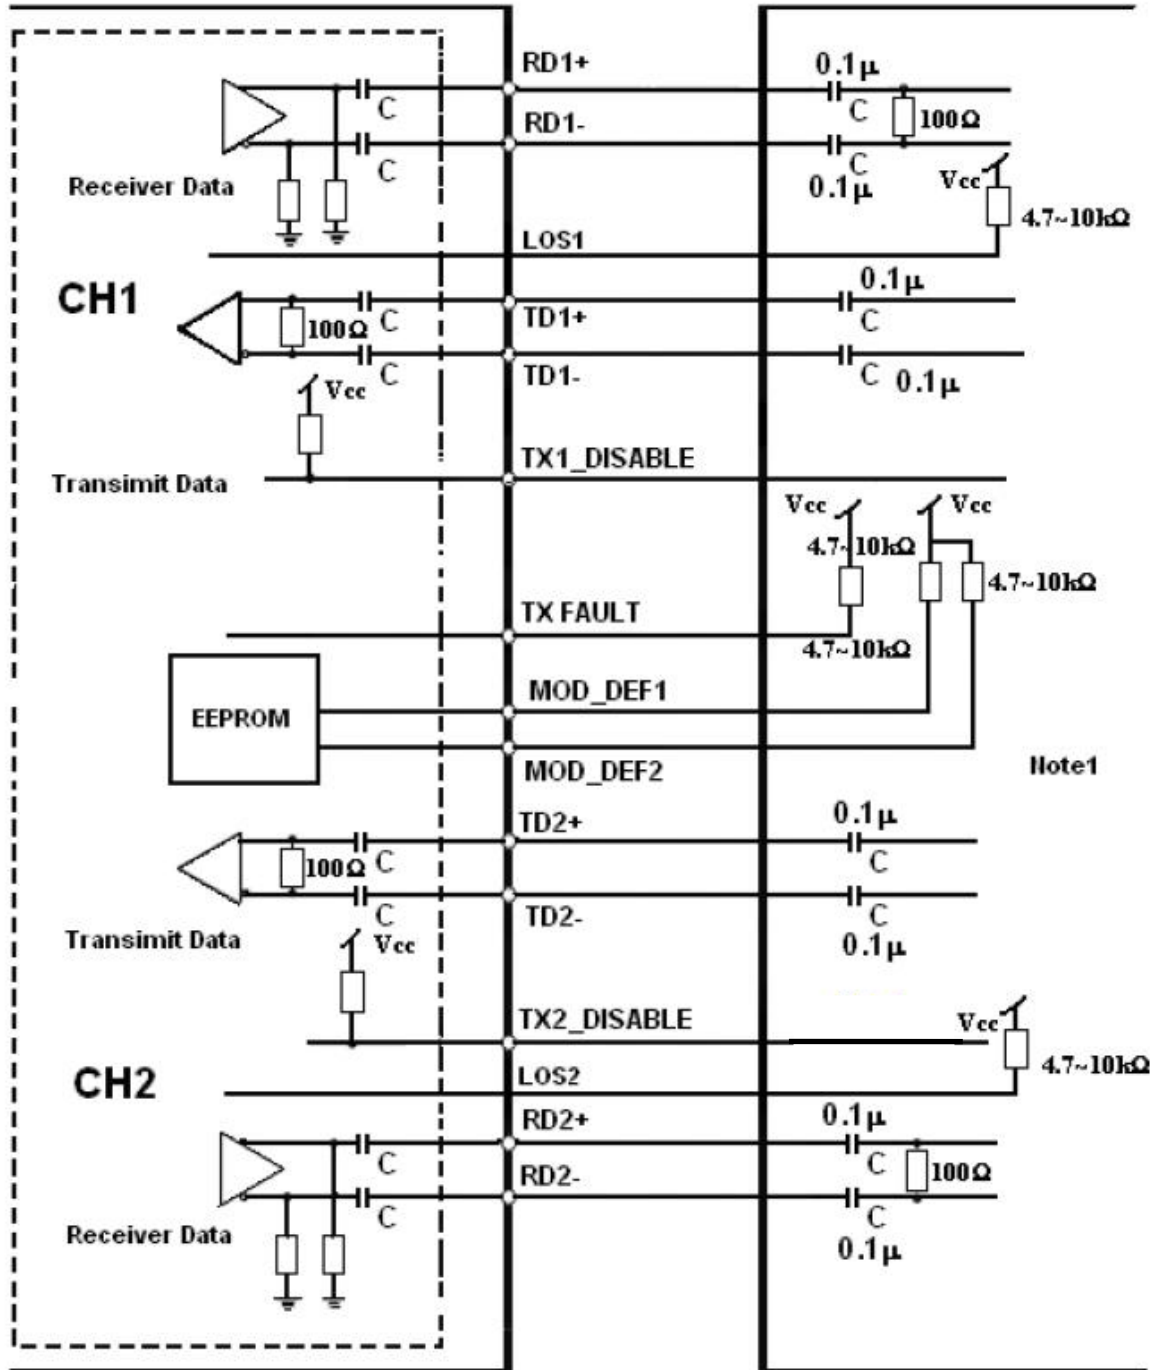 RD1+
0.1μ
C
C
100Ω
RD1-
C
C
Receiver Data
0.1μ
Vcc
4.7~10kΩ
LOS1
CH1
0.1μ
TD1+
C
C
100Ω
C
TD1-
C
0.1μ
Vcc
TX1_DISABLE
Transimit Data
Vcc
Vcc
4.7~10kΩ
4.7~10kΩ
TX FAULT
4.7~10kΩ
MOD_DEF1
EEPROM
MOD_DEF2
Note1
TD2+
0.1μ
100Ω
C
C
C
TD2-
C
Transimit Data
Vcc
0.1μ
TX2_DISABLE
Vcc
4.7~10kΩ
LOS2
CH2
RD2+
0.1μ
C
C
100Ω
RD2-
C
C
Receiver Data
0.1μ